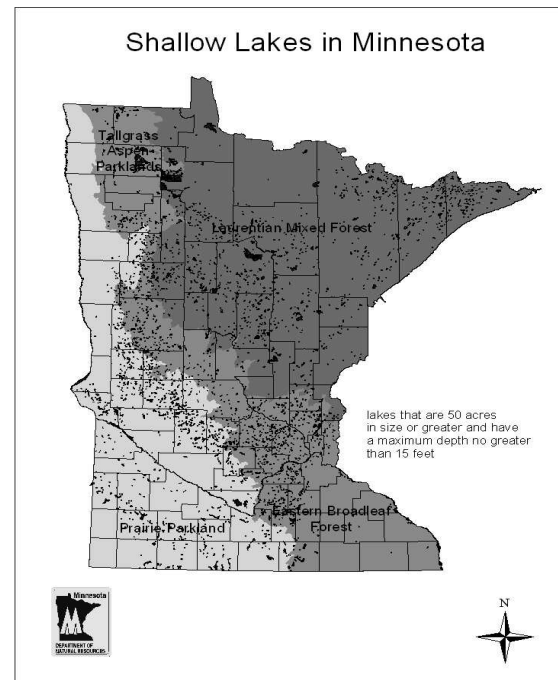 Shallow Lakes in Minnesota
Tallgrass
Aspen
Parklands
Laurentian Mixed Forest
lakes that are 50 acres
in size or greater and have
a maximum depth no greater
than 15 feet
Eastern Broadleaf
Forest
Prairie Parkland
Minnesota
DEPARTMENT OF
NATURAL RESOURCES
N